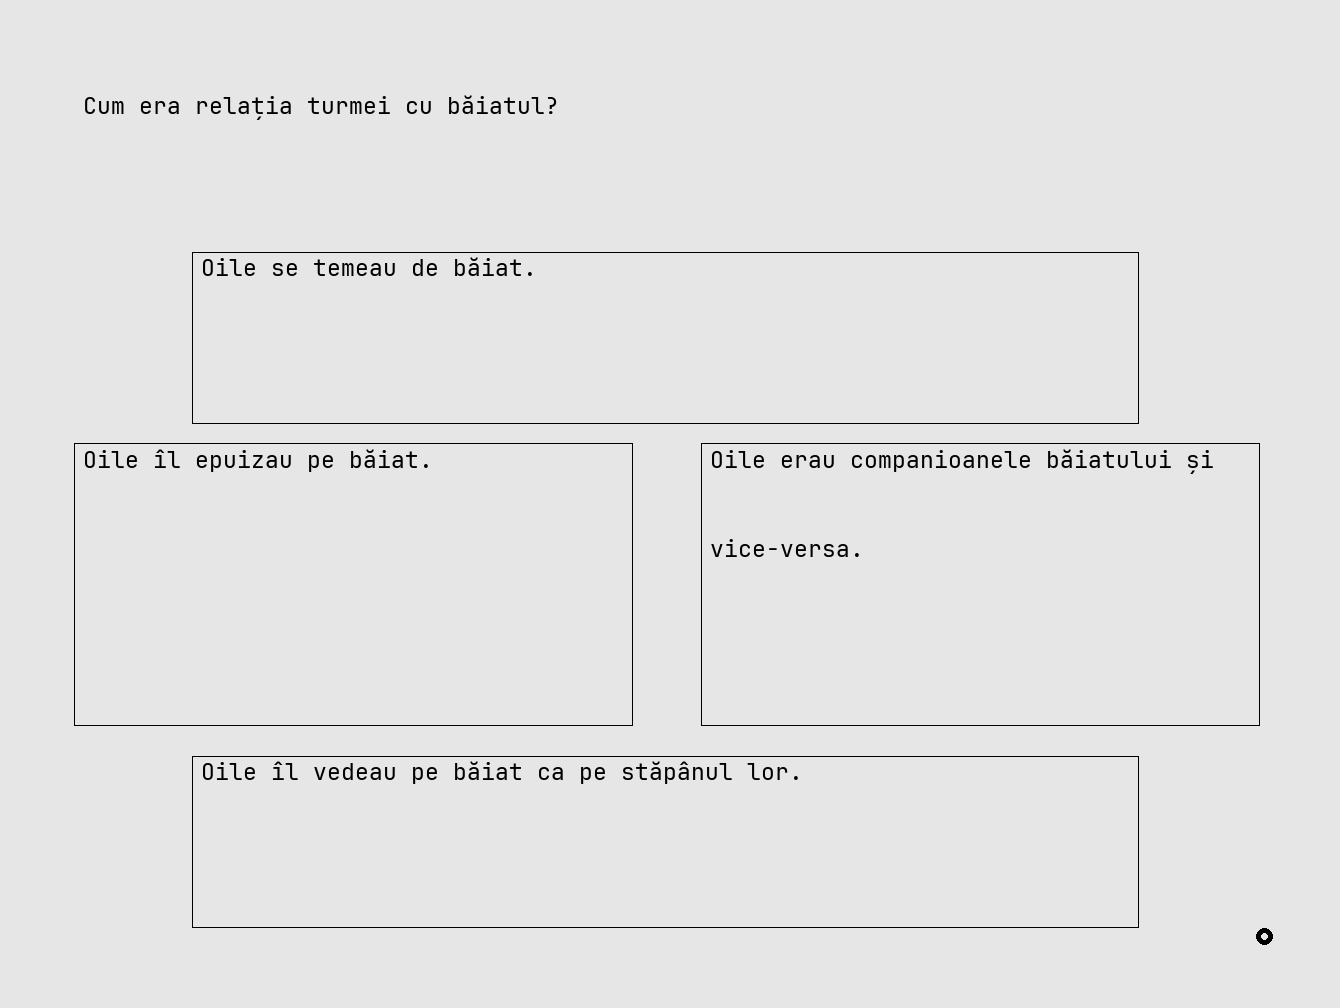 Cum era relația turmei cu băiatul?
Oile se temeau de băiat.
Oile îl epuizau pe băiat.
Oile erau companioanele băiatului și
vice-versa.
Oile îl vedeau pe băiat ca pe stăpânul lor.